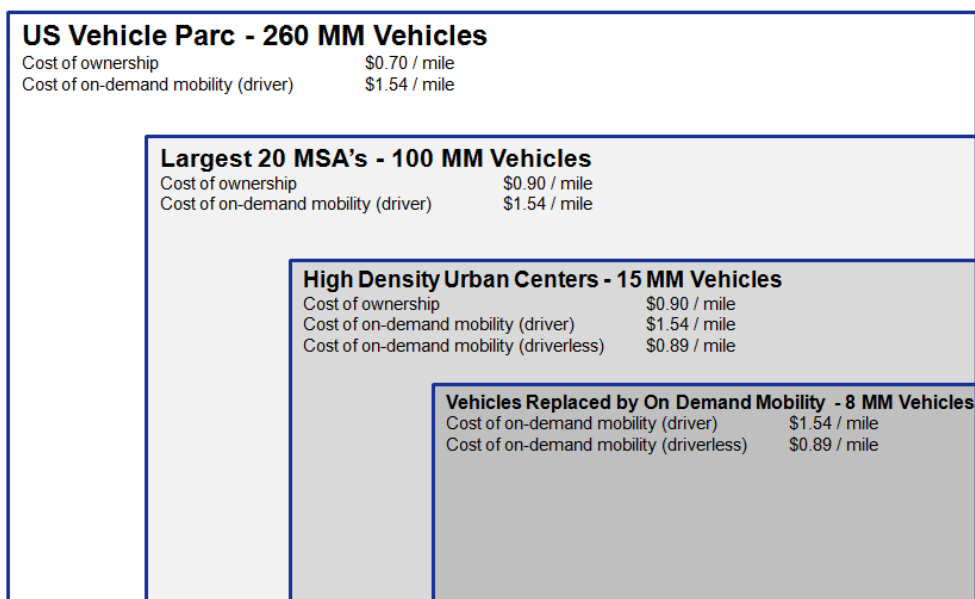 US Vehicle Parc - 260 MM Vehicles
Cost of ownership $0.70 / mile
Cost of on-demand mobility (driver) $1.54 / mile
Largest 20 MSA's - 100 MM Vehicles
Cost of ownership $0.90 / mile
Cost of on-demand mobility (driver) $1.54 / mile
High Density Urban Centers - 15 MM Vehicles
Cost of ownership $0.90 / mile
Cost of on-demand mobility (driver) $1.54 / mile
Cost of on-demand mobility (driverless) $0.89 / mile
Vehicles Replaced by On Demand Mobility - 8 MM Vehicles
Cost of on-demand mobility (driver) $1.54 / mile
Cost of on-demand mobility (driverless) $0.89 / mile